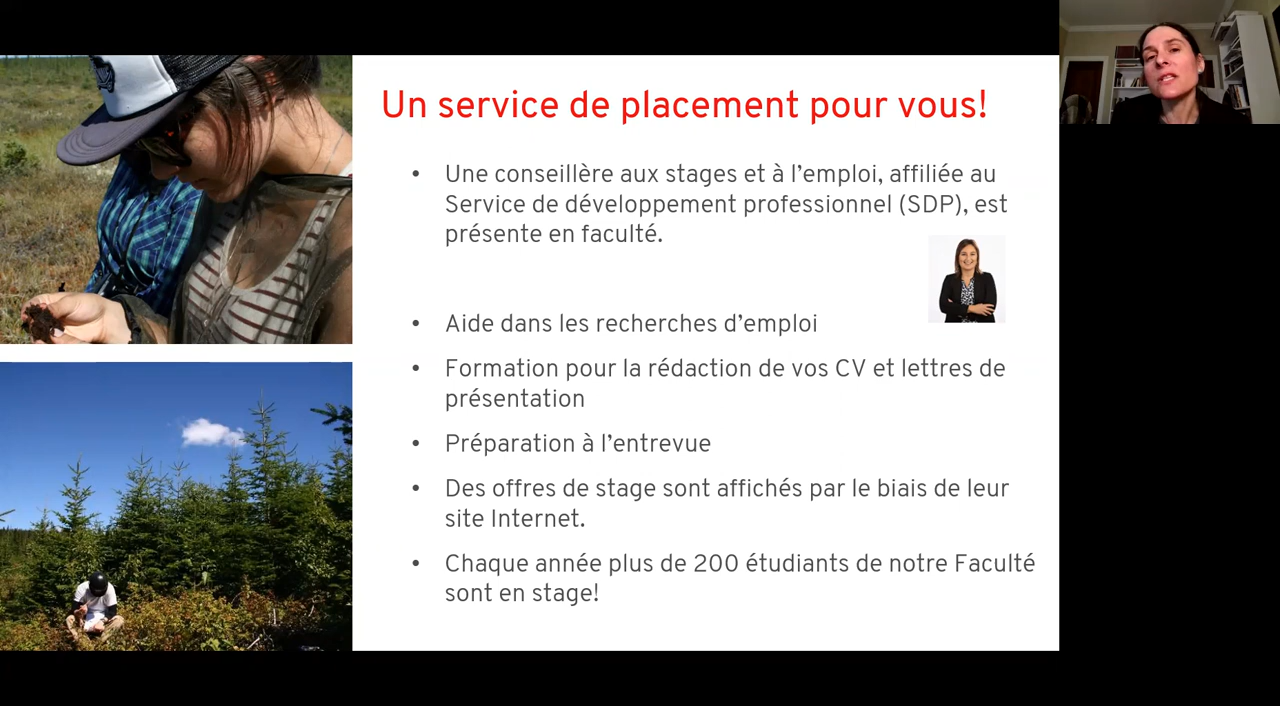 Un service de placement pour vous!
• Une conseillère aux stages et à l'emploi, affiliée au
Service de développement professionnel (SDP), est
présente en faculté.
• Aide dans les recherches d'emploi
• Formation pour la rédaction de vos CV et lettres de
présentation
• Préparation à l'entrevue
• Des offres de stage sont affichés par le biais de leur
site Internet.
• Chaque année plus de 200 étudiants de notre Faculté
sont en stage!